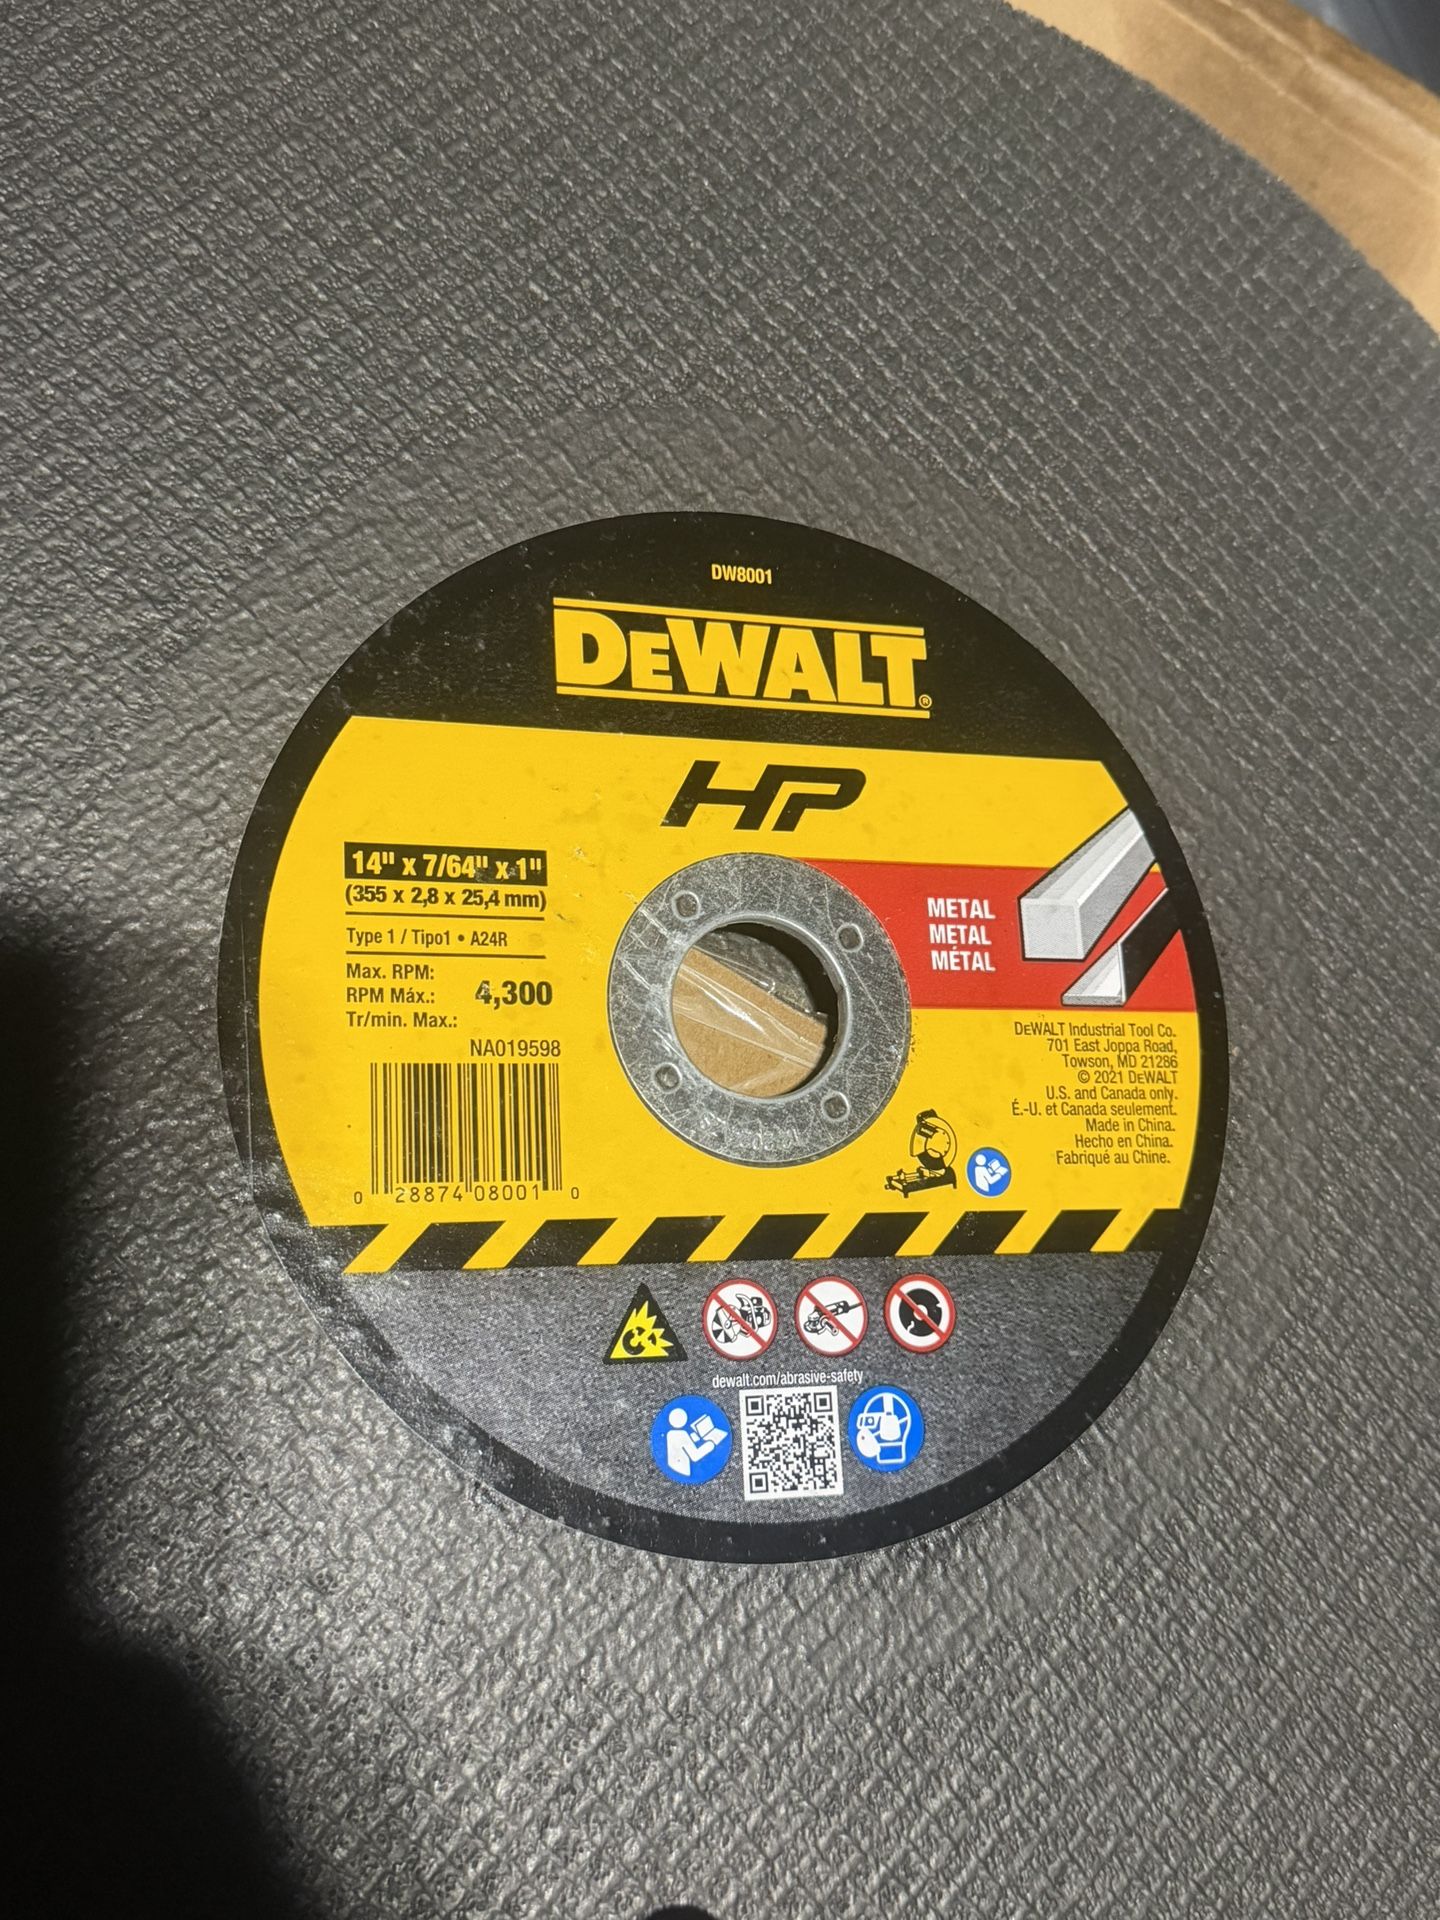 DW8001
DEWALT®
HP
14" x 7/64" x 1"
(355 x 2,8 x 25,4 mm)
Type 1 / Tipo1 • A24R
Max. RPM:
RPM Máx.: 4,300
Tr/min. Max.:
NA019598
0 28874 08001 0
METAL
METAL
MÉTAL
DEWALT Industrial Tool Co.
701 East Joppa Road,
Towson, MD 21286
© 2021 DEWALT
U.S. and Canada only.
É.-U. et Canada seulement.
Made in China.
Hecho en China.
Fabriqué au Chine.
dewalt.com/abrasive-safety